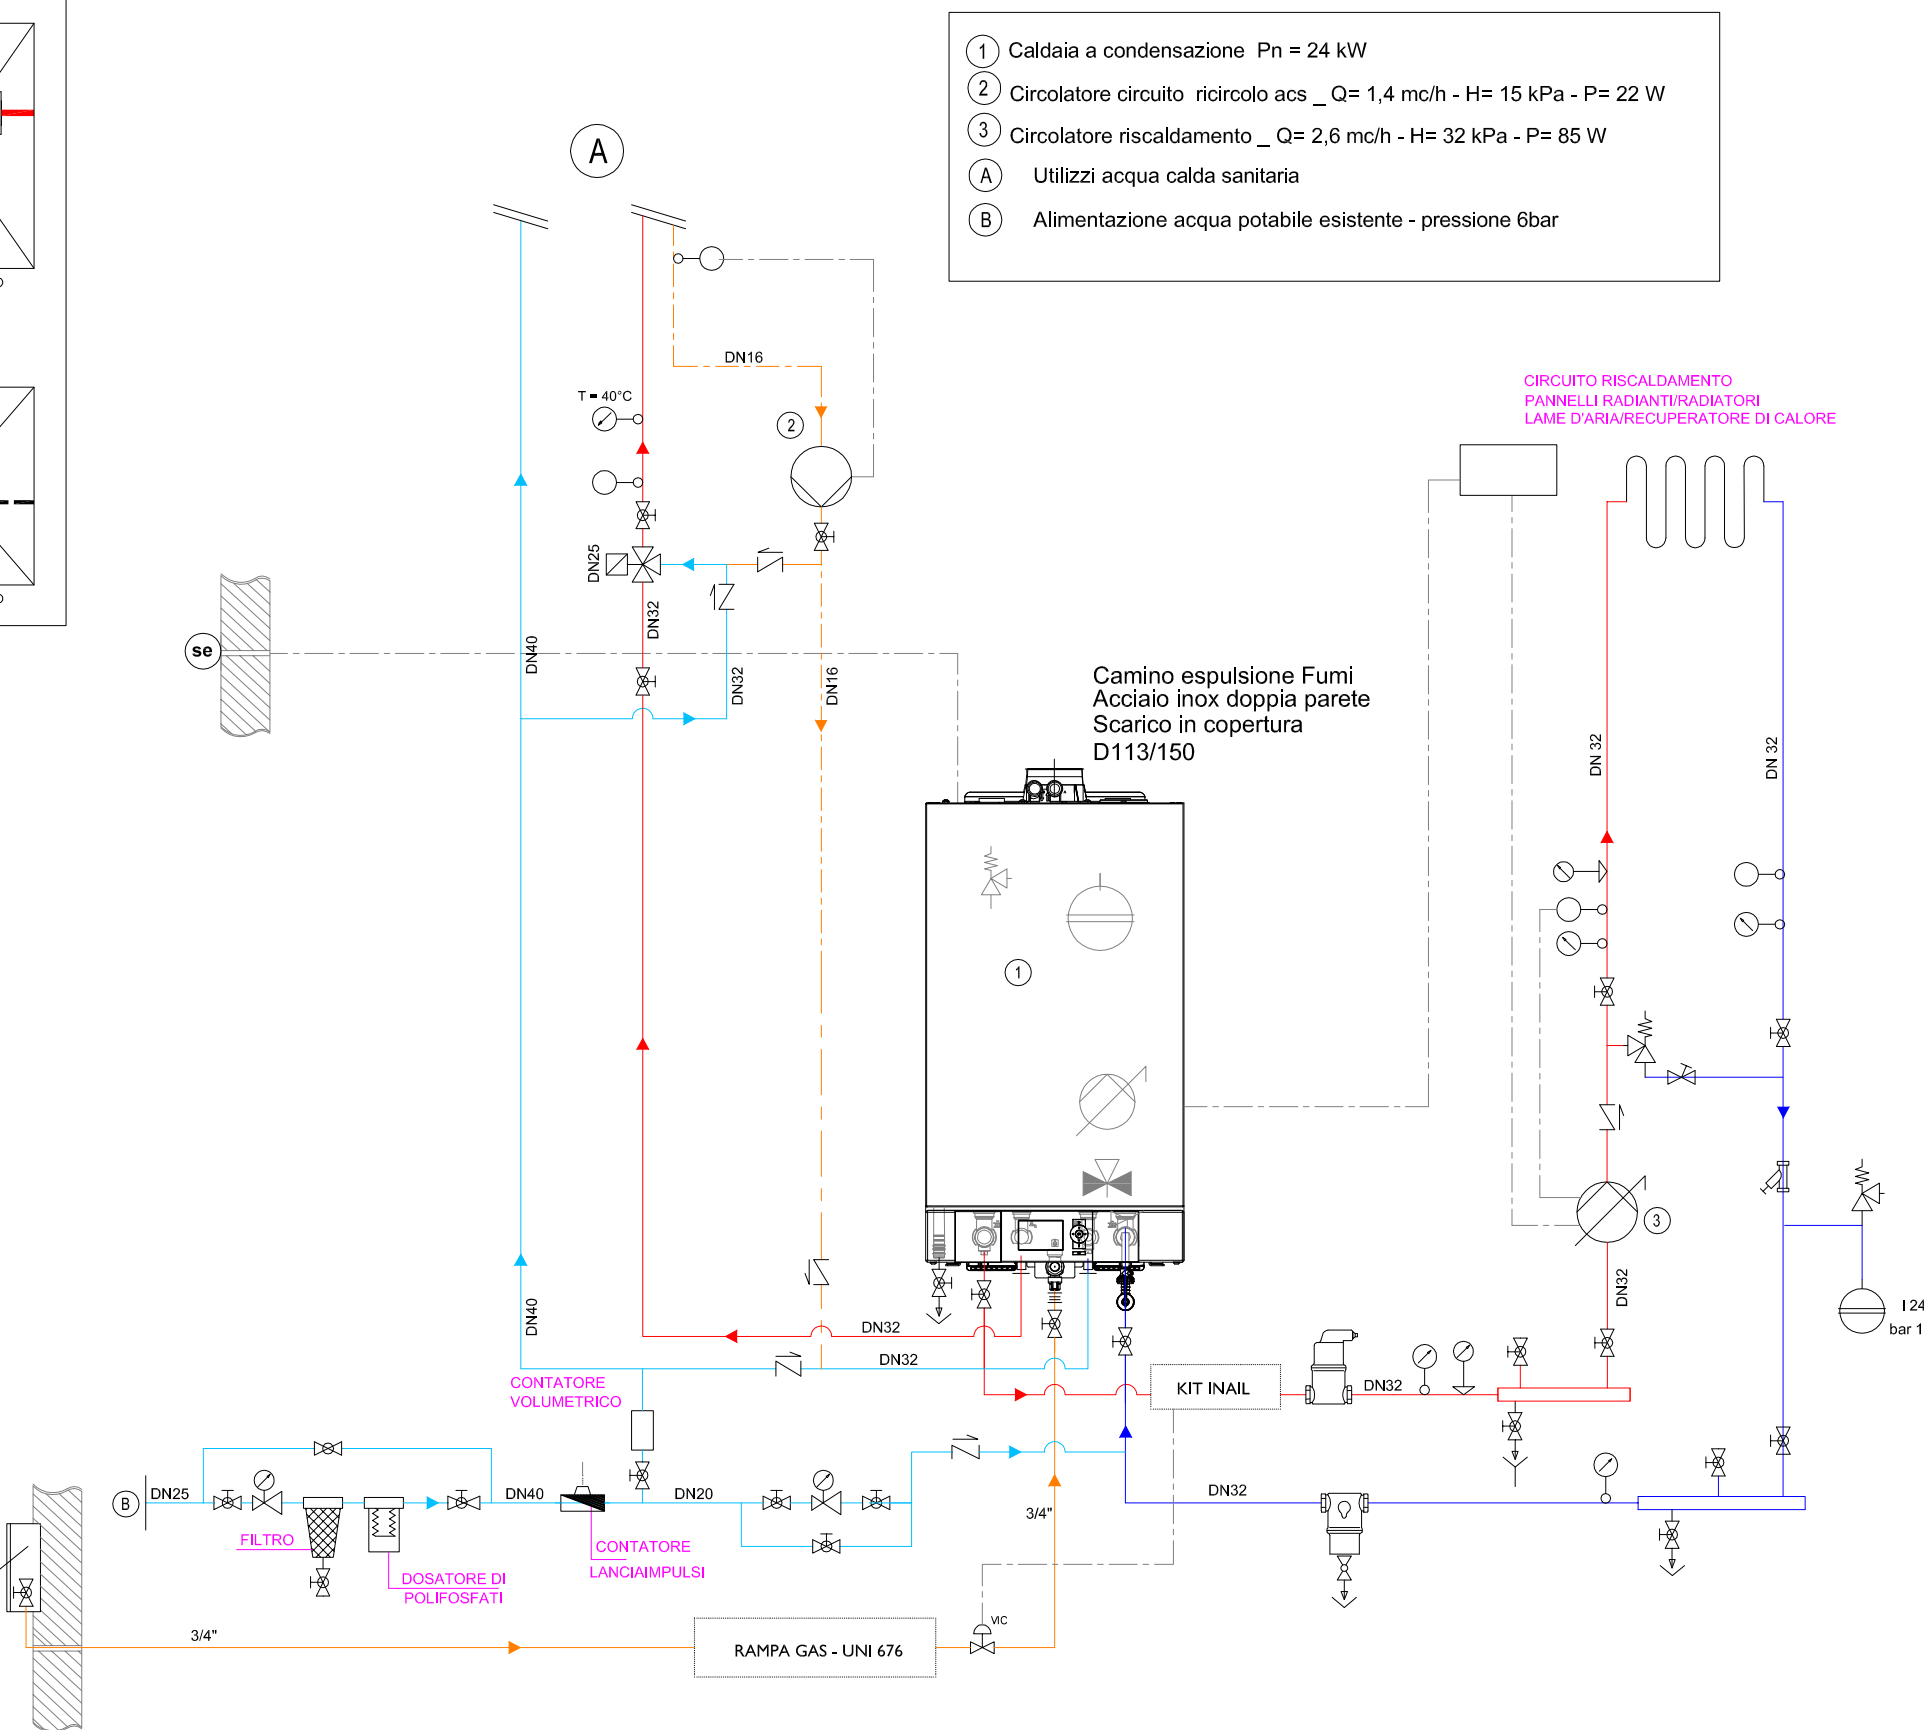 1 Caldaia a condensazione Pn = 24 kW
2 Circolatore circuito ricircolo acs _ Q= 1,4 mc/h - H= 15 kPa - P= 22 W
3 Circolatore riscaldamento _ Q= 2,6 mc/h - H= 32 kPa - P= 85 W
A Utilizzi acqua calda sanitaria
B Alimentazione acqua potabile esistente - pressione 6bar
A
DN16
T = 40°C
2
CIRCUITO RISCALDAMENTO
PANNELLI RADIANTI/RADIATORI
LAME D'ARIA/RECUPERATORE DI CALORE
DN25
DN32
se
DN40
DN32
DN16
Camino espulsione Fumi
Acciaio inox doppia parete
Scarico in copertura
D113/150
DN 32
DN 32
1
3
DN32
DN40
DN32
DN32
l 24
bar 1
CONTATORE
VOLUMETRICO
KIT INAIL
DN32
B
DN25
DN40
DN20
DN32
3/4"
FILTRO
CONTATORE
LANCIAIMPULSI
DOSATORE DI
POLIFOSFATI
VIC
3/4"
RAMPA GAS - UNI 676